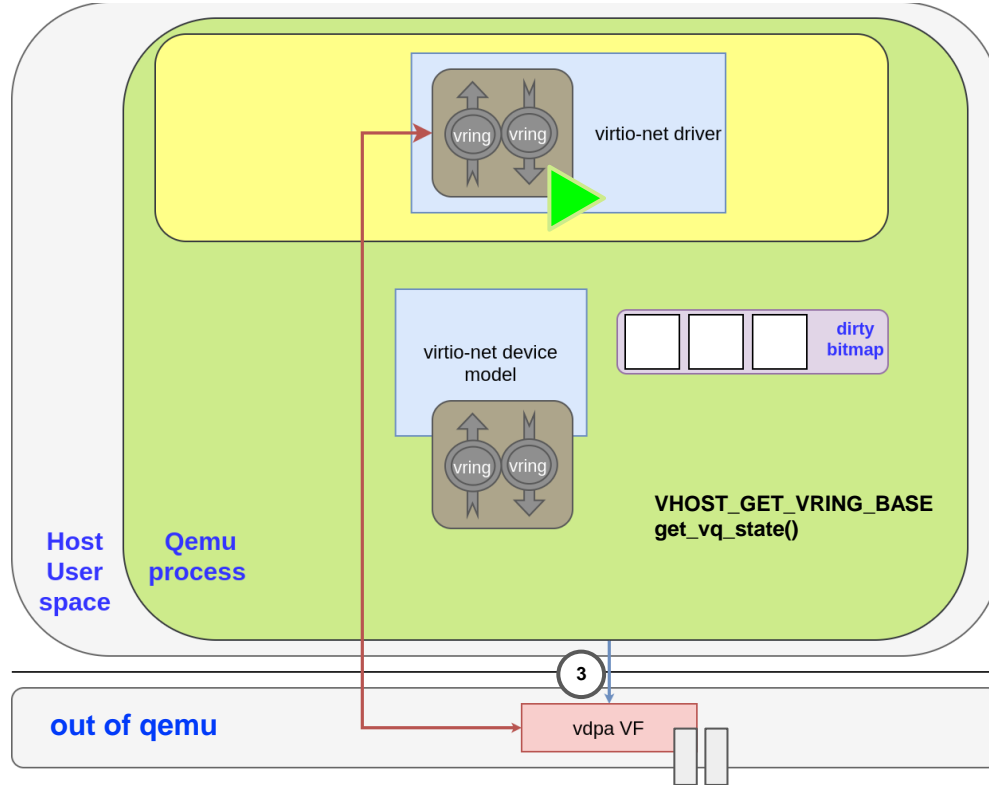 vring
vring
virtio-net driver
virtio-net device
model
dirty
bitmap
vring
vring
VHOST_GET_VRING_BASE
get_vq_state()
Host
User
space
Qemu
process
3
out of qemu
vdpa VF